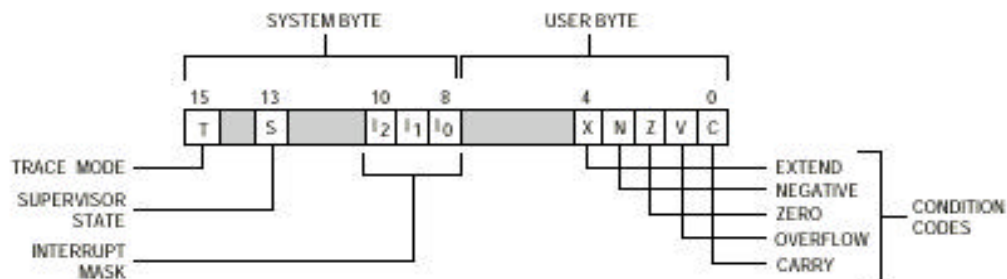 SYSTEM BYTE USER BYTE
15 13 10 8 4 0
T S I2 I1 I0 X N Z V C
TRACE MODE
SUPERVISOR
STATE
INTERRUPT
MASK
EXTEND
NEGATIVE
ZERO
OVERFLOW
CARRY
CONDITION
CODES